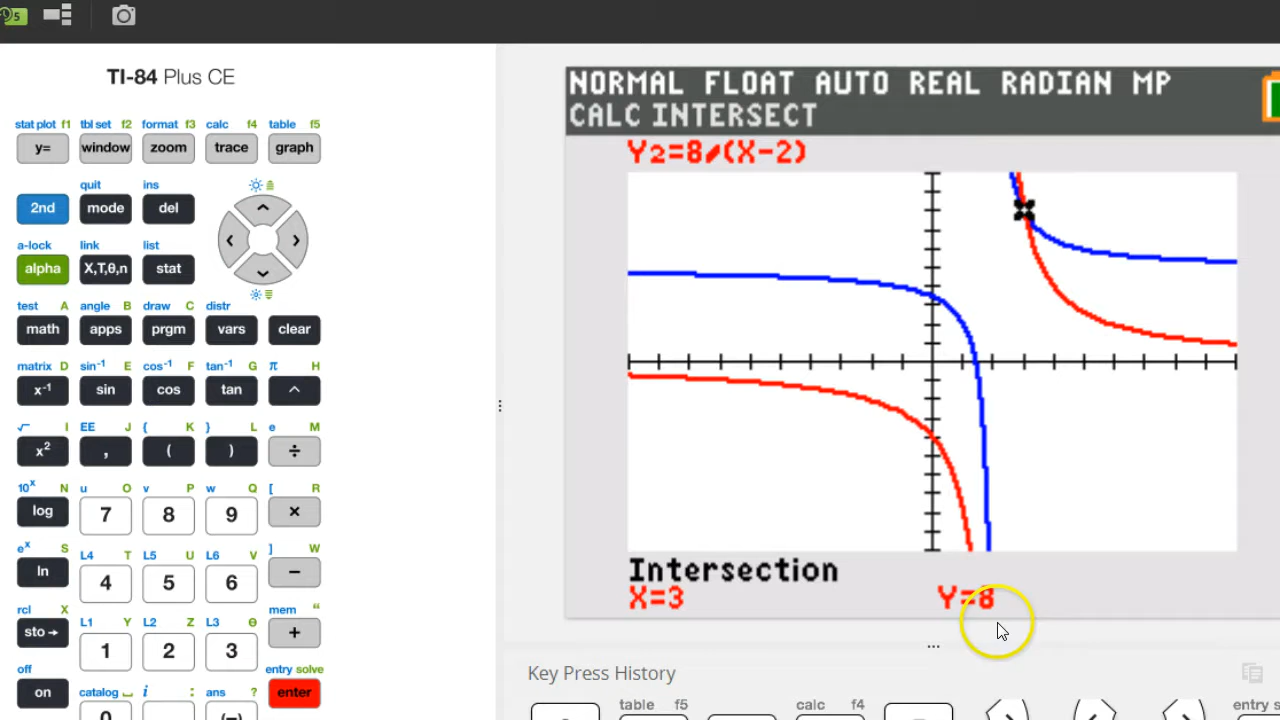 5
TI-84 Plus CE
stat plot f1 tbl set f2 format f3 calc f4 table f5
y= window zoom trace graph
quit ins
2nd mode del
a-lock link list
alpha X,T,θ,n stat
test A angle B draw C distr
math apps prgm vars clear
matrix D sin⁻¹ E cos⁻¹ F tan⁻¹ G π H
x⁻¹ sin cos tan ^
√ I EE J { K } L e M
x² , ( ) ÷
10ˣ N u O v P w Q [ R
log 7 8 9 ×
eˣ S L4 T L5 U L6 V ] W
ln 4 5 6 −
rcl X L1 Y L2 Z L3 θ mem “
sto→ 1 2 3 +
off catalog i : ans ? entry solve
on 0 (−) enter
NORMAL FLOAT AUTO REAL RADIAN MP
CALC INTERSECT
Y2=8/(X-2)
Intersection
X=3 Y=8
Key Press History
table f5 calc f4 entry s